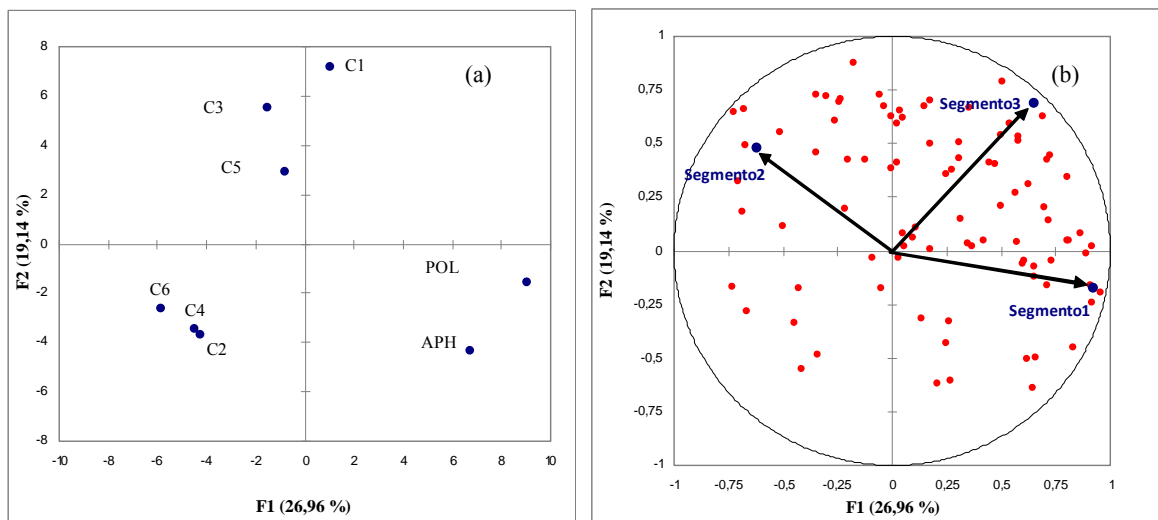 (a)
C1
C3
C5
POL
APH
C6
C4
C2
8
6
4
2
0
-2
-4
-6
-8
-10 -8 -6 -4 -2 0 2 4 6 8 10
F2 (19,14 %)
F1 (26,96 %)
(b)
Segmento3
Segmento2
Segmento1
1
0,75
0,5
0,25
0
-0,25
-0,5
-0,75
-1
-1 -0,75 -0,5 -0,25 0 0,25 0,5 0,75 1
F2 (19,14 %)
F1 (26,96 %)